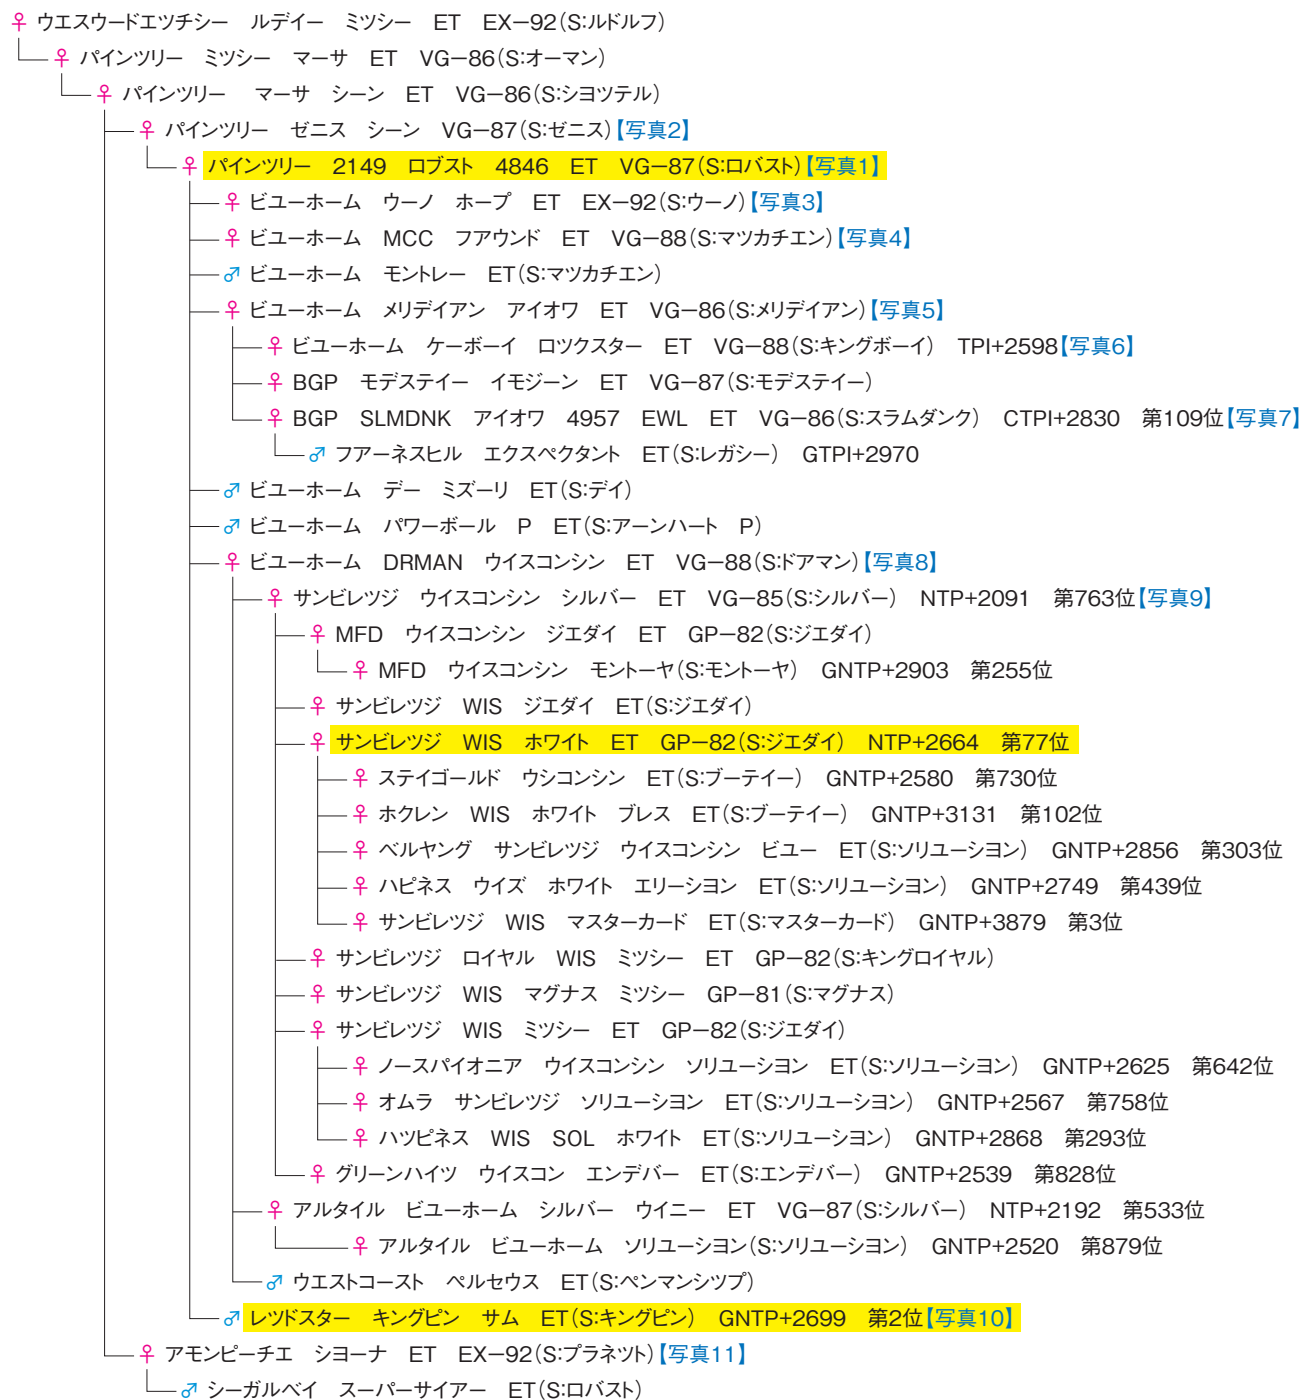 ♀ ウエスウードエツチシー ルデイー ミツシー ET EX−92(S:ルドルフ)
♀ パインツリー ミツシー マーサ ET VG−86(S:オーマン)
♀ パインツリー マーサ シーン ET VG−86(S:シヨツテル)
♀ パインツリー ゼニス シーン VG−87(S:ゼニス)【写真2】
♀ パインツリー 2149 ロブスト 4846 ET VG−87(S:ロバスト)【写真1】
♀ ビユーホーム ウーノ ホープ ET EX−92(S:ウーノ)【写真3】
♀ ビユーホーム MCC フアウンド ET VG−88(S:マツカチエン)【写真4】
♂ ビユーホーム モントレー ET(S:マツカチエン)
♀ ビユーホーム メリデイアン アイオワ ET VG−86(S:メリデイアン)【写真5】
♀ ビユーホーム ケーボーイ ロツクスター ET VG−88(S:キングボーイ) TPI+2598【写真6】
♀ BGP モデステイー イモジーン ET VG−87(S:モデステイー)
♀ BGP SLMDNK アイオワ 4957 EWL ET VG−86(S:スラムダンク) CTPI+2830 第109位【写真7】
♂ フアーネスヒル エクスペクタント ET(S:レガシー) GTPI+2970
♂ ビユーホーム デー ミズーリ ET(S:デイ)
♂ ビユーホーム パワーボール P ET(S:アーンハート P)
♀ ビユーホーム DRMAN ウイスコンシン ET VG−88(S:ドアマン)【写真8】
♀ サンビレツジ ウイスコンシン シルバー ET VG−85(S:シルバー) NTP+2091 第763位【写真9】
♀ MFD ウイスコンシン ジエダイ ET GP−82(S:ジエダイ)
♀ MFD ウイスコンシン モントーヤ(S:モントーヤ) GNTP+2903 第255位
♀ サンビレツジ WIS ジエダイ ET(S:ジエダイ)
♀ サンビレツジ WIS ホワイト ET GP−82(S:ジエダイ) NTP+2664 第77位
♀ ステイゴールド ウシコンシン ET(S:ブーテイー) GNTP+2580 第730位
♀ ホクレン WIS ホワイト ブレス ET(S:ブーテイー) GNTP+3131 第102位
♀ ベルヤング サンビレツジ ウイスコンシン ビユー ET(S:ソリユーシヨン) GNTP+2856 第303位
♀ ハピネス ウイズ ホワイト エリーシヨン ET(S:ソリユーシヨン) GNTP+2749 第439位
♀ サンビレツジ WIS マスターカード ET(S:マスターカード) GNTP+3879 第3位
♀ サンビレツジ ロイヤル WIS ミツシー ET GP−82(S:キングロイヤル)
♀ サンビレツジ WIS マグナス ミツシー GP−81(S:マグナス)
♀ サンビレツジ WIS ミツシー ET GP−82(S:ジエダイ)
♀ ノースパイオニア ウイスコンシン ソリユーシヨン ET(S:ソリユーシヨン) GNTP+2625 第642位
♀ オムラ サンビレツジ ソリユーシヨン ET(S:ソリユーシヨン) GNTP+2567 第758位
♀ ハツピネス WIS SOL ホワイト ET(S:ソリユーシヨン) GNTP+2868 第293位
♀ グリーンハイツ ウイスコン エンデバー ET(S:エンデバー) GNTP+2539 第828位
♀ アルタイル ビユーホーム シルバー ウイニー ET VG−87(S:シルバー) NTP+2192 第533位
♀ アルタイル ビユーホーム ソリユーシヨン(S:ソリユーシヨン) GNTP+2520 第879位
♂ ウエストコースト ペルセウス ET(S:ペンマンシツプ)
♂ レツドスター キングピン サム ET(S:キングピン) GNTP+2699 第2位【写真10】
♀ アモンピーチエ シヨーナ ET EX−92(S:プラネツト)【写真11】
♂ シーガルベイ スーパーサイアー ET(S:ロバスト)